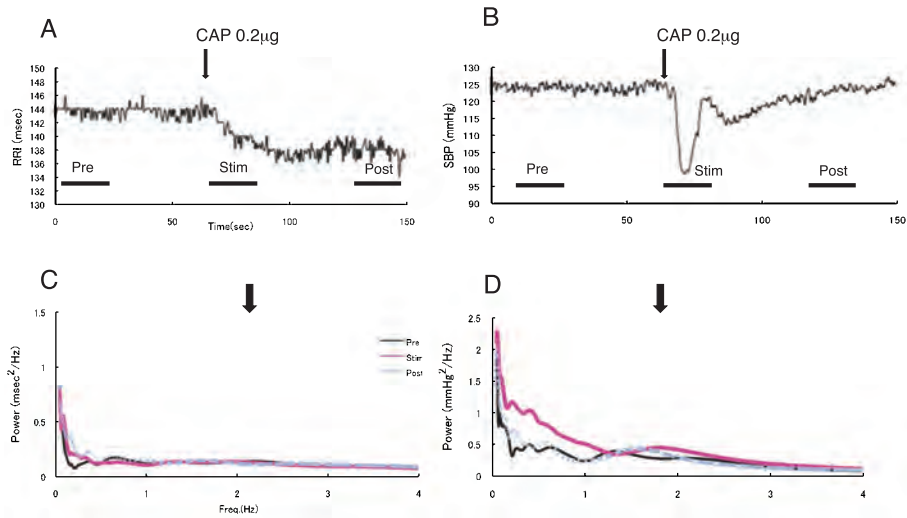 A
CAP 0.2µg
RRI (msec)
150
148
146
144
142
140
138
136
134
132
130
Pre
Stim
Post
0
50
100
150
Time(sec)
B
CAP 0.2µg
SBP (mmHg)
130
125
120
115
110
105
100
95
90
Pre
Stim
Post
0
50
100
150
C
Power (msec²/Hz)
1.5
1
0.5
0
Pre
Stim
Post
0
1
2
3
4
Freq.(Hz)
D
Power (mmHg²/Hz)
2.5
2
1.5
1
0.5
0
0
1
2
3
4